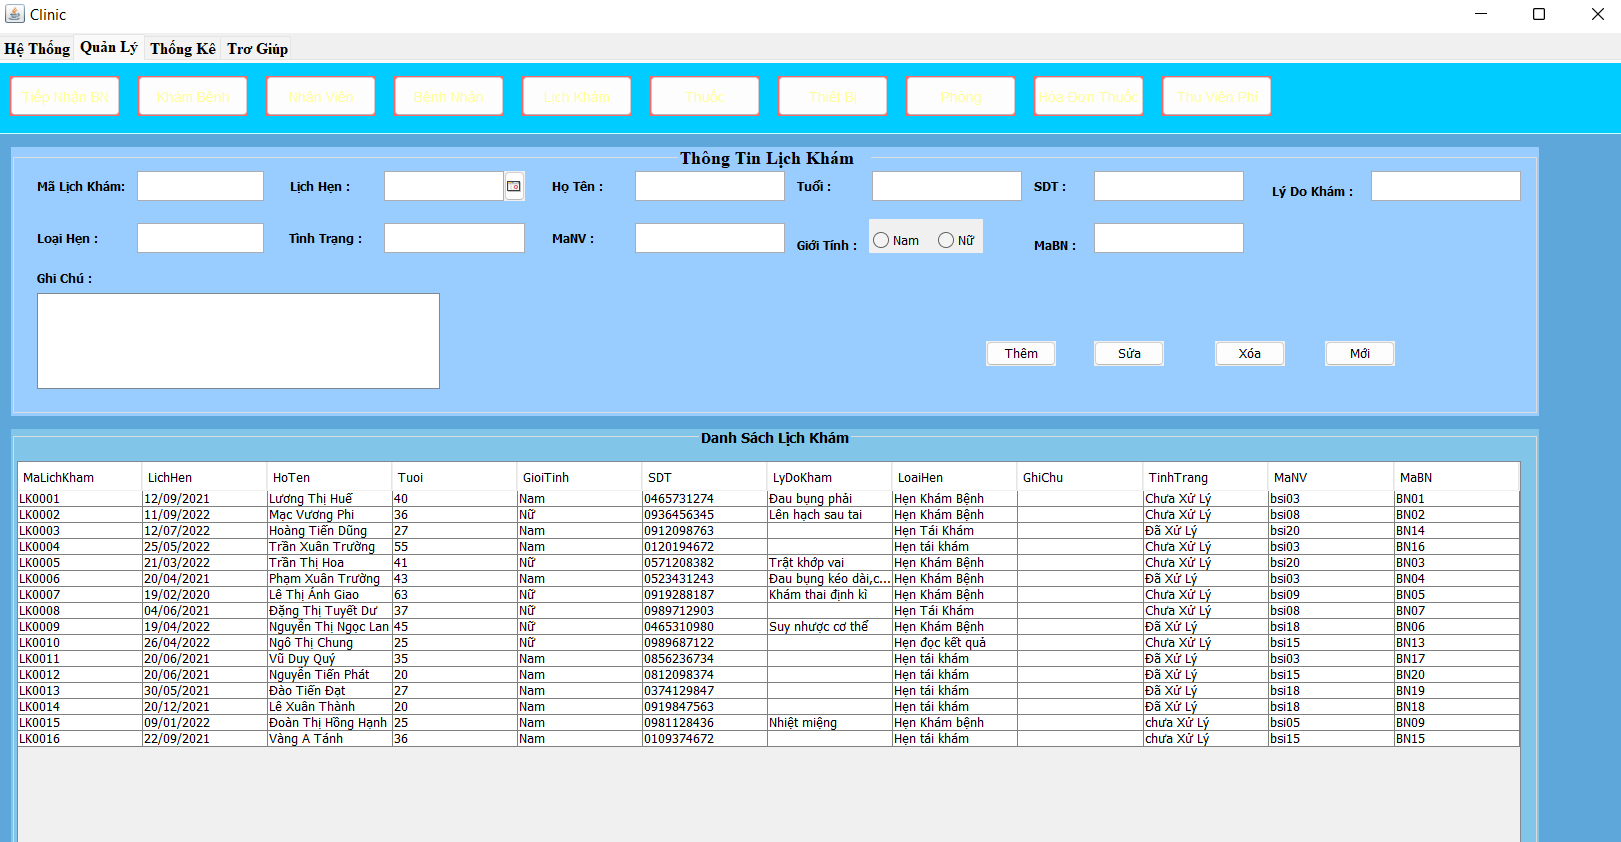 Clinic
Hệ Thống Quản Lý Thống Kê Trơ Giúp
Tiếp Nhận BN Khám Bệnh Nhân Viên Bệnh Nhân Lịch Khám Thuốc Thiết Bị Phòng Hóa Đơn Thuốc Thu Viện Phí
Thông Tin Lịch Khám
Mã Lịch Khám: Lịch Hẹn : Họ Tên : Tuổi : SDT : Lý Do Khám :
Loại Hẹn : Tình Trạng : MaNV : Giới Tính : Nam Nữ MaBN :
Ghi Chú :
Thêm Sửa Xóa Mới
Danh Sách Lịch Khám
MaLichKham LichHen HoTen Tuoi GioiTinh SDT LyDoKham LoaiHen GhiChu TinhTrang MaNV MaBN
LK0001 12/09/2021 Lương Thị Huế 40 Nam 0465731274 Đau bụng phải Hẹn Khám Bệnh Chưa Xử Lý bsi03 BN01
LK0002 11/09/2022 Mạc Vương Phi 36 Nữ 0936456345 Lên hạch sau tai Hẹn Khám Bệnh Chưa Xử Lý bsi08 BN02
LK0003 12/07/2022 Hoàng Tiến Dũng 27 Nam 0912098763 Hẹn Tái Khám Đã Xử Lý bsi20 BN14
LK0004 25/05/2022 Trần Xuân Trường 55 Nam 0120194672 Hẹn tái khám Chưa Xử Lý bsi03 BN16
LK0005 21/03/2022 Trần Thị Hoa 41 Nữ 0571208382 Trật khớp vai Hẹn Khám Bệnh Chưa Xử Lý bsi20 BN03
LK0006 20/04/2021 Phạm Xuân Trường 43 Nam 0523431243 Đau bụng kéo dài,c... Hẹn Khám Bệnh Đã Xử Lý bsi03 BN04
LK0007 19/02/2020 Lê Thị Ánh Giao 63 Nữ 0919288187 Khám thai định kì Hẹn Khám Bệnh Chưa Xử Lý bsi09 BN05
LK0008 04/06/2021 Đặng Thị Tuyết Dư 37 Nữ 0989712903 Hẹn Tái Khám Chưa Xử Lý bsi08 BN07
LK0009 19/04/2022 Nguyễn Thị Ngọc Lan 45 Nữ 0465310980 Suy nhược cơ thể Hẹn Khám Bệnh Đã Xử Lý bsi18 BN06
LK0010 26/04/2022 Ngô Thị Chung 25 Nữ 0989687122 Hẹn đọc kết quả Chưa Xử Lý bsi15 BN13
LK0011 20/06/2021 Vũ Duy Quý 35 Nam 0856236734 Hẹn tái khám Đã Xử Lý bsi03 BN17
LK0012 20/06/2021 Nguyễn Tiến Phát 20 Nam 0812098374 Hẹn tái khám Đã Xử Lý bsi15 BN20
LK0013 30/05/2021 Đào Tiến Đạt 27 Nam 0374129847 Hẹn tái khám Đã Xử Lý bsi18 BN19
LK0014 20/12/2021 Lê Xuân Thành 20 Nam 0919847563 Hẹn tái khám Đã Xử Lý bsi18 BN18
LK0015 09/01/2022 Đoàn Thị Hồng Hạnh 25 Nam 0981128436 Nhiệt miệng Hẹn Khám bệnh chưa Xử Lý bsi05 BN09
LK0016 22/09/2021 Vàng A Tánh 36 Nam 0109374672 Hẹn tái khám chưa Xử Lý bsi15 BN15